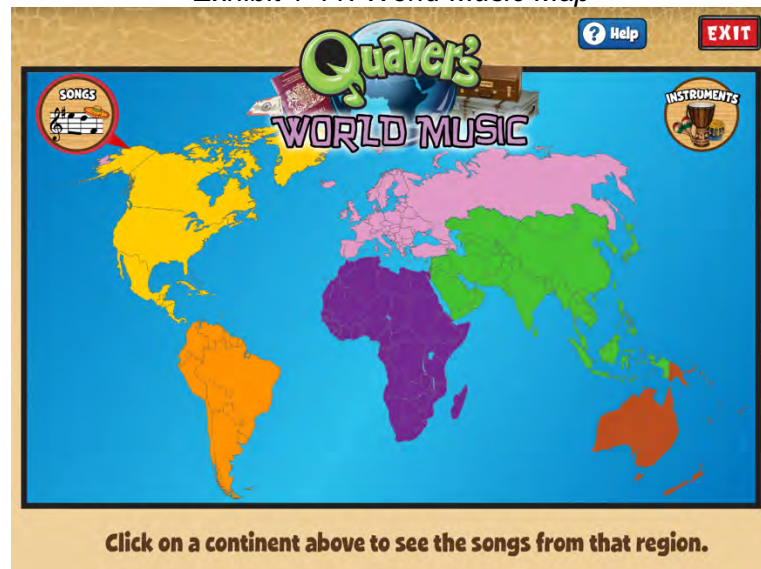 Help
EXIT
Quaver's
WORLD MUSIC
SONGS
INSTRUMENTS
Click on a continent above to see the songs from that region.